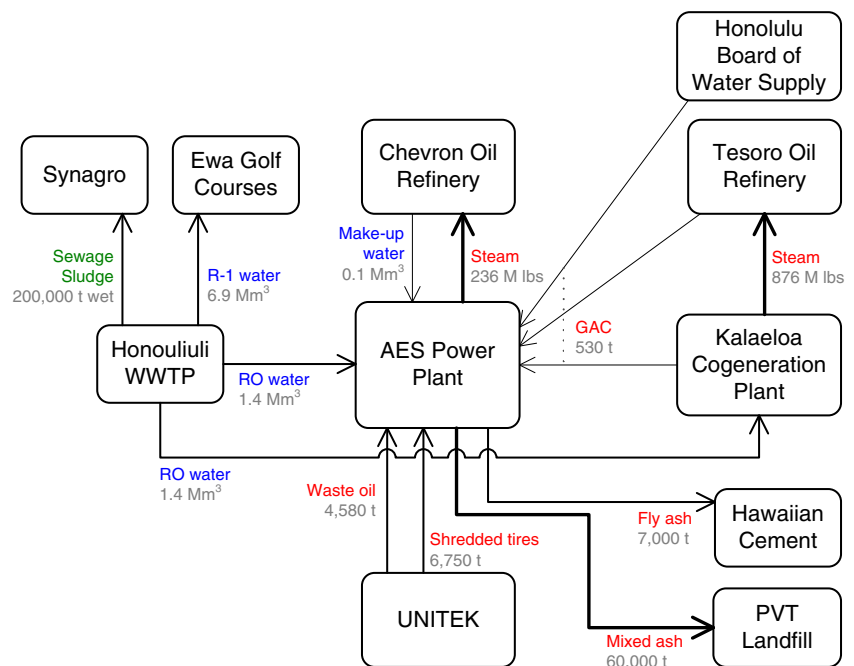 Honolulu
Board of
Water Supply
Synagro
Ewa Golf
Courses
Chevron Oil
Refinery
Tesoro Oil
Refinery
Sewage
Sludge
200,000 t wet
R-1 water
6.9 Mm³
Make-up
water
0.1 Mm³
Steam
236 M lbs
Steam
876 M lbs
GAC
530 t
Honouliuli
WWTP
AES Power
Plant
Kalaeloa
Cogeneration
Plant
RO water
1.4 Mm³
RO water
1.4 Mm³
Waste oil
4,580 t
Shredded tires
6,750 t
Fly ash
7,000 t
Hawaiian
Cement
UNITEK
Mixed ash
60,000 t
PVT
Landfill